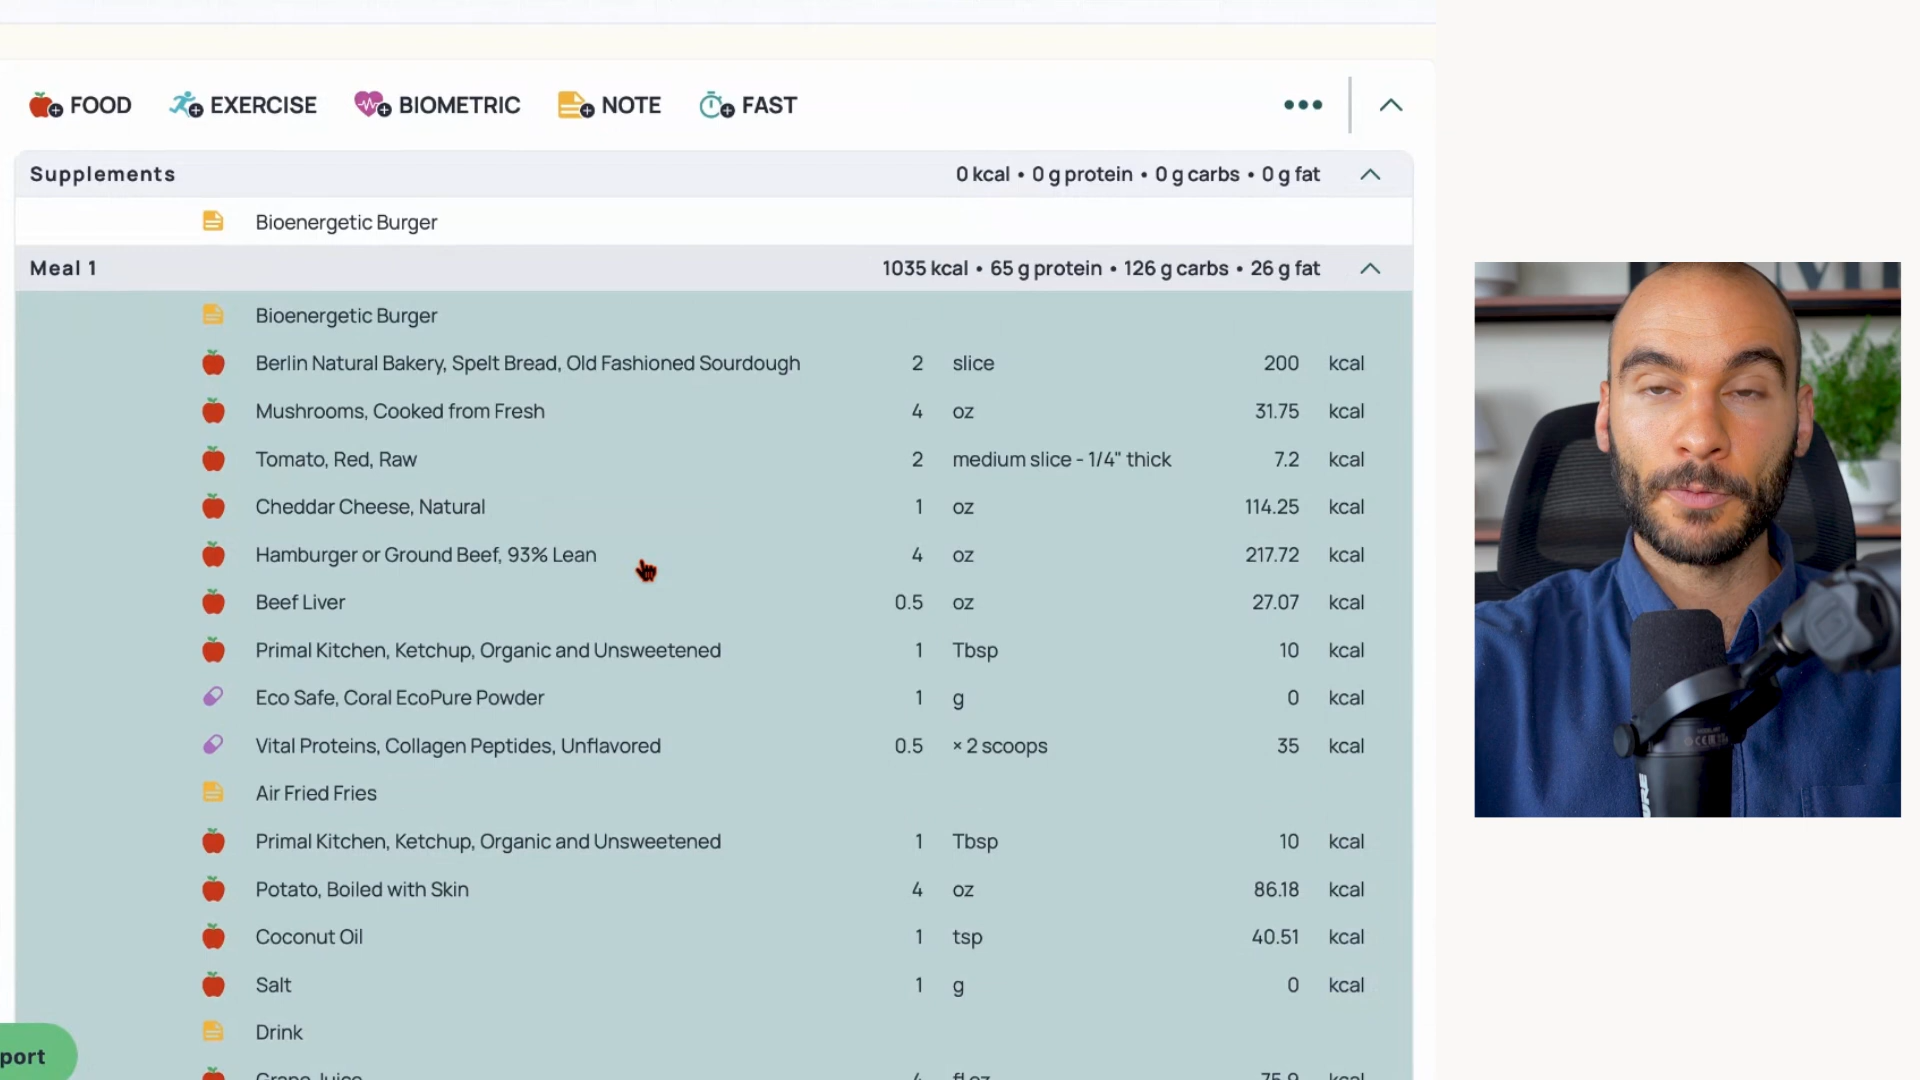 FOOD EXERCISE BIOMETRIC NOTE FAST
Supplements 0 kcal • 0 g protein • 0 g carbs • 0 g fat
Bioenergetic Burger
Meal 1 1035 kcal • 65 g protein • 126 g carbs • 26 g fat
Bioenergetic Burger
Berlin Natural Bakery, Spelt Bread, Old Fashioned Sourdough 2 slice 200 kcal
Mushrooms, Cooked from Fresh 4 oz 31.75 kcal
Tomato, Red, Raw 2 medium slice - 1/4" thick 7.2 kcal
Cheddar Cheese, Natural 1 oz 114.25 kcal
Hamburger or Ground Beef, 93% Lean 4 oz 217.72 kcal
Beef Liver 0.5 oz 27.07 kcal
Primal Kitchen, Ketchup, Organic and Unsweetened 1 Tbsp 10 kcal
Eco Safe, Coral EcoPure Powder 1 g 0 kcal
Vital Proteins, Collagen Peptides, Unflavored 0.5 × 2 scoops 35 kcal
Air Fried Fries
Primal Kitchen, Ketchup, Organic and Unsweetened 1 Tbsp 10 kcal
Potato, Boiled with Skin 4 oz 86.18 kcal
Coconut Oil 1 tsp 40.51 kcal
Salt 1 g 0 kcal
Drink
port
Grape Juice 4 fl oz 75.9 kcal